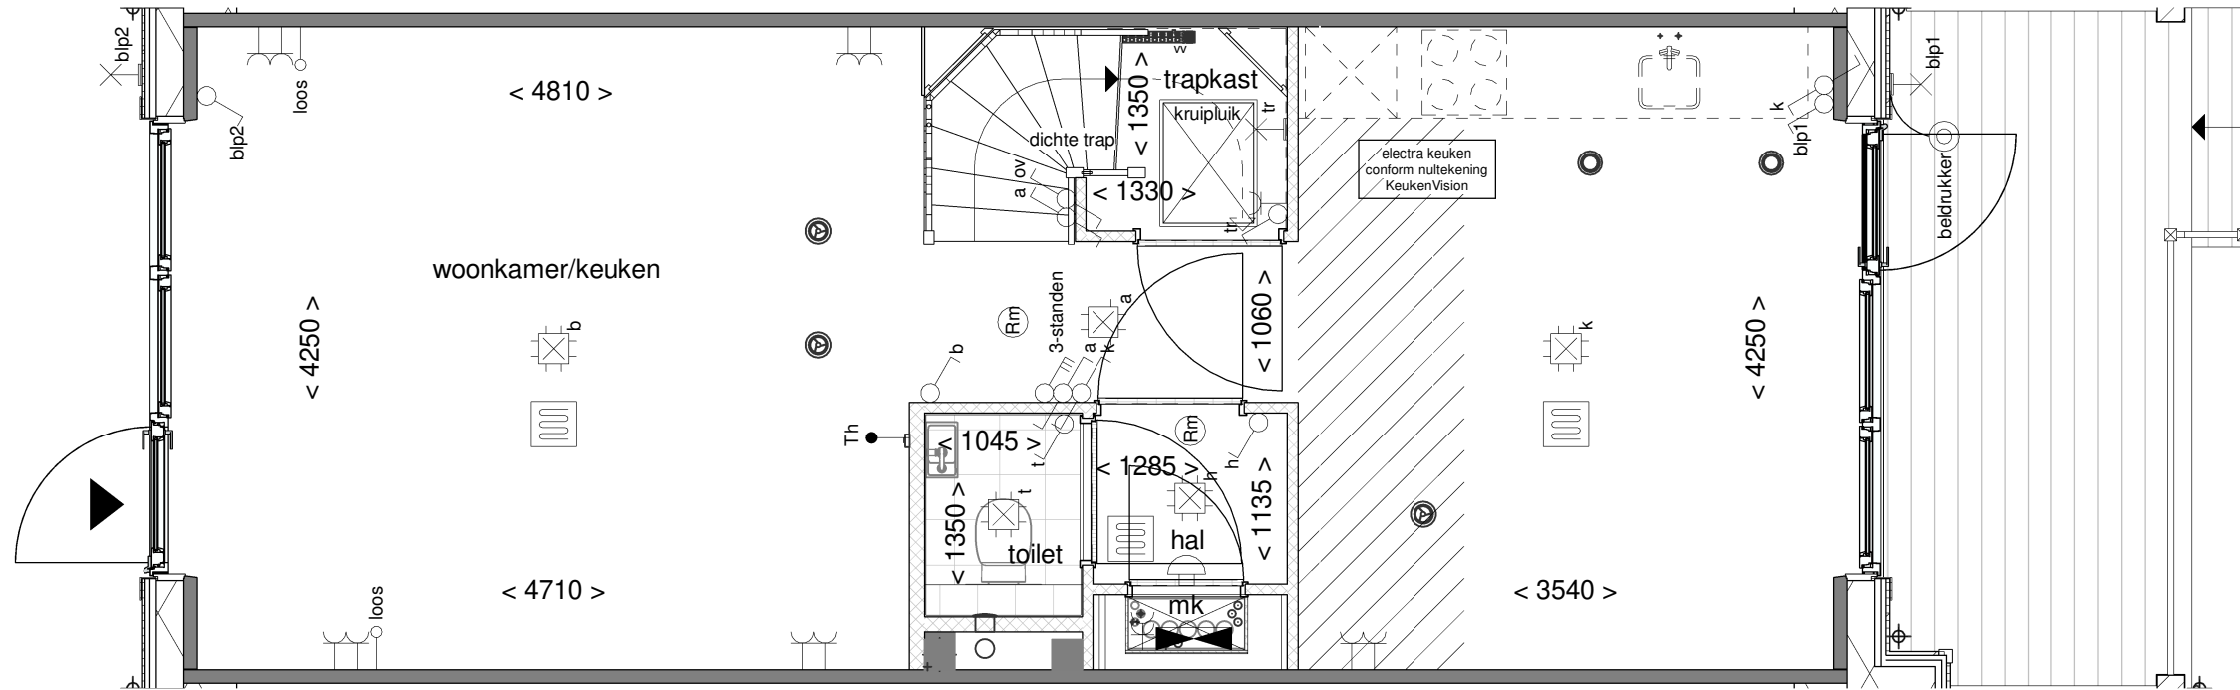 blp2
loos
blp2
< 4810 >
woonkamer/keuken
< 4250 >
b
Th
< 4710 >
loos
vv
trapkast
< 1350 >
kruipluik
tr
dichte trap
a ov
< 1330 >
tr
Rm
3-standen
a
a
k
b
< 1060 >
< 1045 >
t
t
< 1350 >
toilet
Rm
< 1285 >
h
h
< 1135 >
hal
mk
electra keuken
conform nultekening
KeukenVision
k
blp1
blp1
beldrukker
k
< 4250 >
< 3540 >